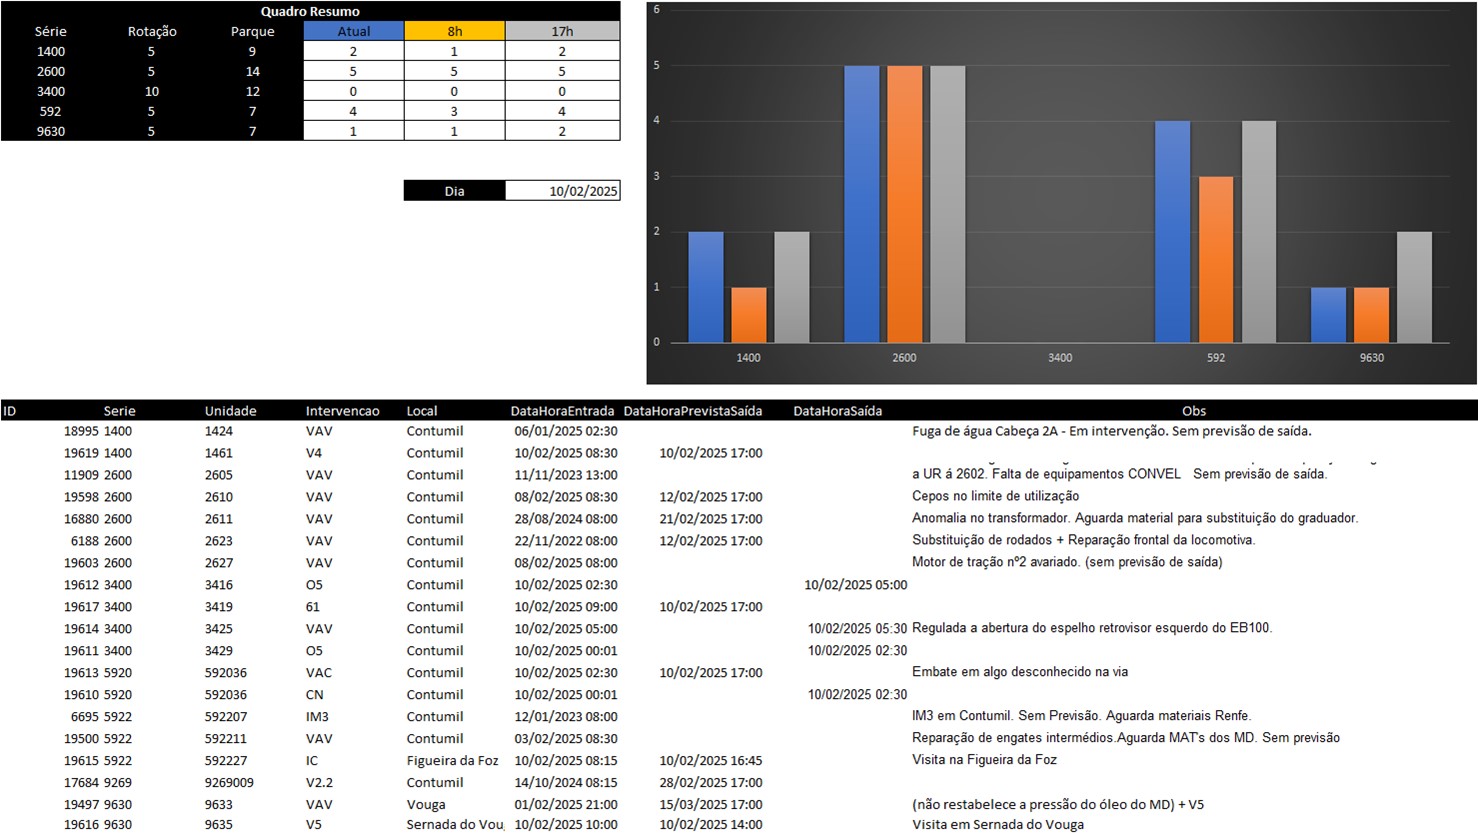 Quadro Resumo
Série Rotação Parque Atual 8h 17h
1400 5 9 2 1 2
2600 5 14 5 5 5
3400 10 12 0 0 0
592 5 7 4 3 4
9630 5 7 1 1 2
Dia 10/02/2025
6
5
4
3
2
1
0
1400 2600 3400 592 9630
ID Serie Unidade Intervencao Local DataHoraEntrada DataHoraPrevistaSaída DataHoraSaída Obs
18995 1400 1424 VAV Contumil 06/01/2025 02:30 Fuga de água Cabeça 2A - Em intervenção. Sem previsão de saída.
19619 1400 1461 V4 Contumil 10/02/2025 08:30 10/02/2025 17:00
11909 2600 2605 VAV Contumil 11/11/2023 13:00 a UR á 2602. Falta de equipamentos CONVEL Sem previsão de saída.
19598 2600 2610 VAV Contumil 08/02/2025 08:30 12/02/2025 17:00 Cepos no limite de utilização
16880 2600 2611 VAV Contumil 28/08/2024 08:00 21/02/2025 17:00 Anomalia no transformador. Aguarda material para substituição do graduador.
6188 2600 2623 VAV Contumil 22/11/2022 08:00 12/02/2025 17:00 Substituição de rodados + Reparação frontal da locomotiva.
19603 2600 2627 VAV Contumil 08/02/2025 08:00 Motor de tração nº2 avariado. (sem previsão de saída)
19612 3400 3416 O5 Contumil 10/02/2025 02:30 10/02/2025 05:00
19617 3400 3419 61 Contumil 10/02/2025 09:00 10/02/2025 17:00
19614 3400 3425 VAV Contumil 10/02/2025 05:00 10/02/2025 05:30 Regulada a abertura do espelho retrovisor esquerdo do EB100.
19611 3400 3429 O5 Contumil 10/02/2025 00:01 10/02/2025 02:30
19613 5920 592036 VAC Contumil 10/02/2025 02:30 10/02/2025 17:00 Embate em algo desconhecido na via
19610 5920 592036 CN Contumil 10/02/2025 00:01 10/02/2025 02:30
6695 5922 592207 IM3 Contumil 12/01/2023 08:00 IM3 em Contumil. Sem Previsão. Aguarda materiais Renfe.
19500 5922 592211 VAV Contumil 03/02/2025 08:30 Reparação de engates intermédios.Aguarda MAT's dos MD. Sem previsão
19615 5922 592227 IC Figueira da Foz 10/02/2025 08:15 10/02/2025 16:45 Visita na Figueira da Foz
17684 9269 9269009 V2.2 Contumil 14/10/2024 08:15 28/02/2025 17:00
19497 9630 9633 VAV Vouga 01/02/2025 21:00 15/03/2025 17:00 (não restabelece a pressão do óleo do MD) + V5
19616 9630 9635 V5 Sernada do Vou 10/02/2025 10:00 10/02/2025 14:00 Visita em Sernada do Vouga